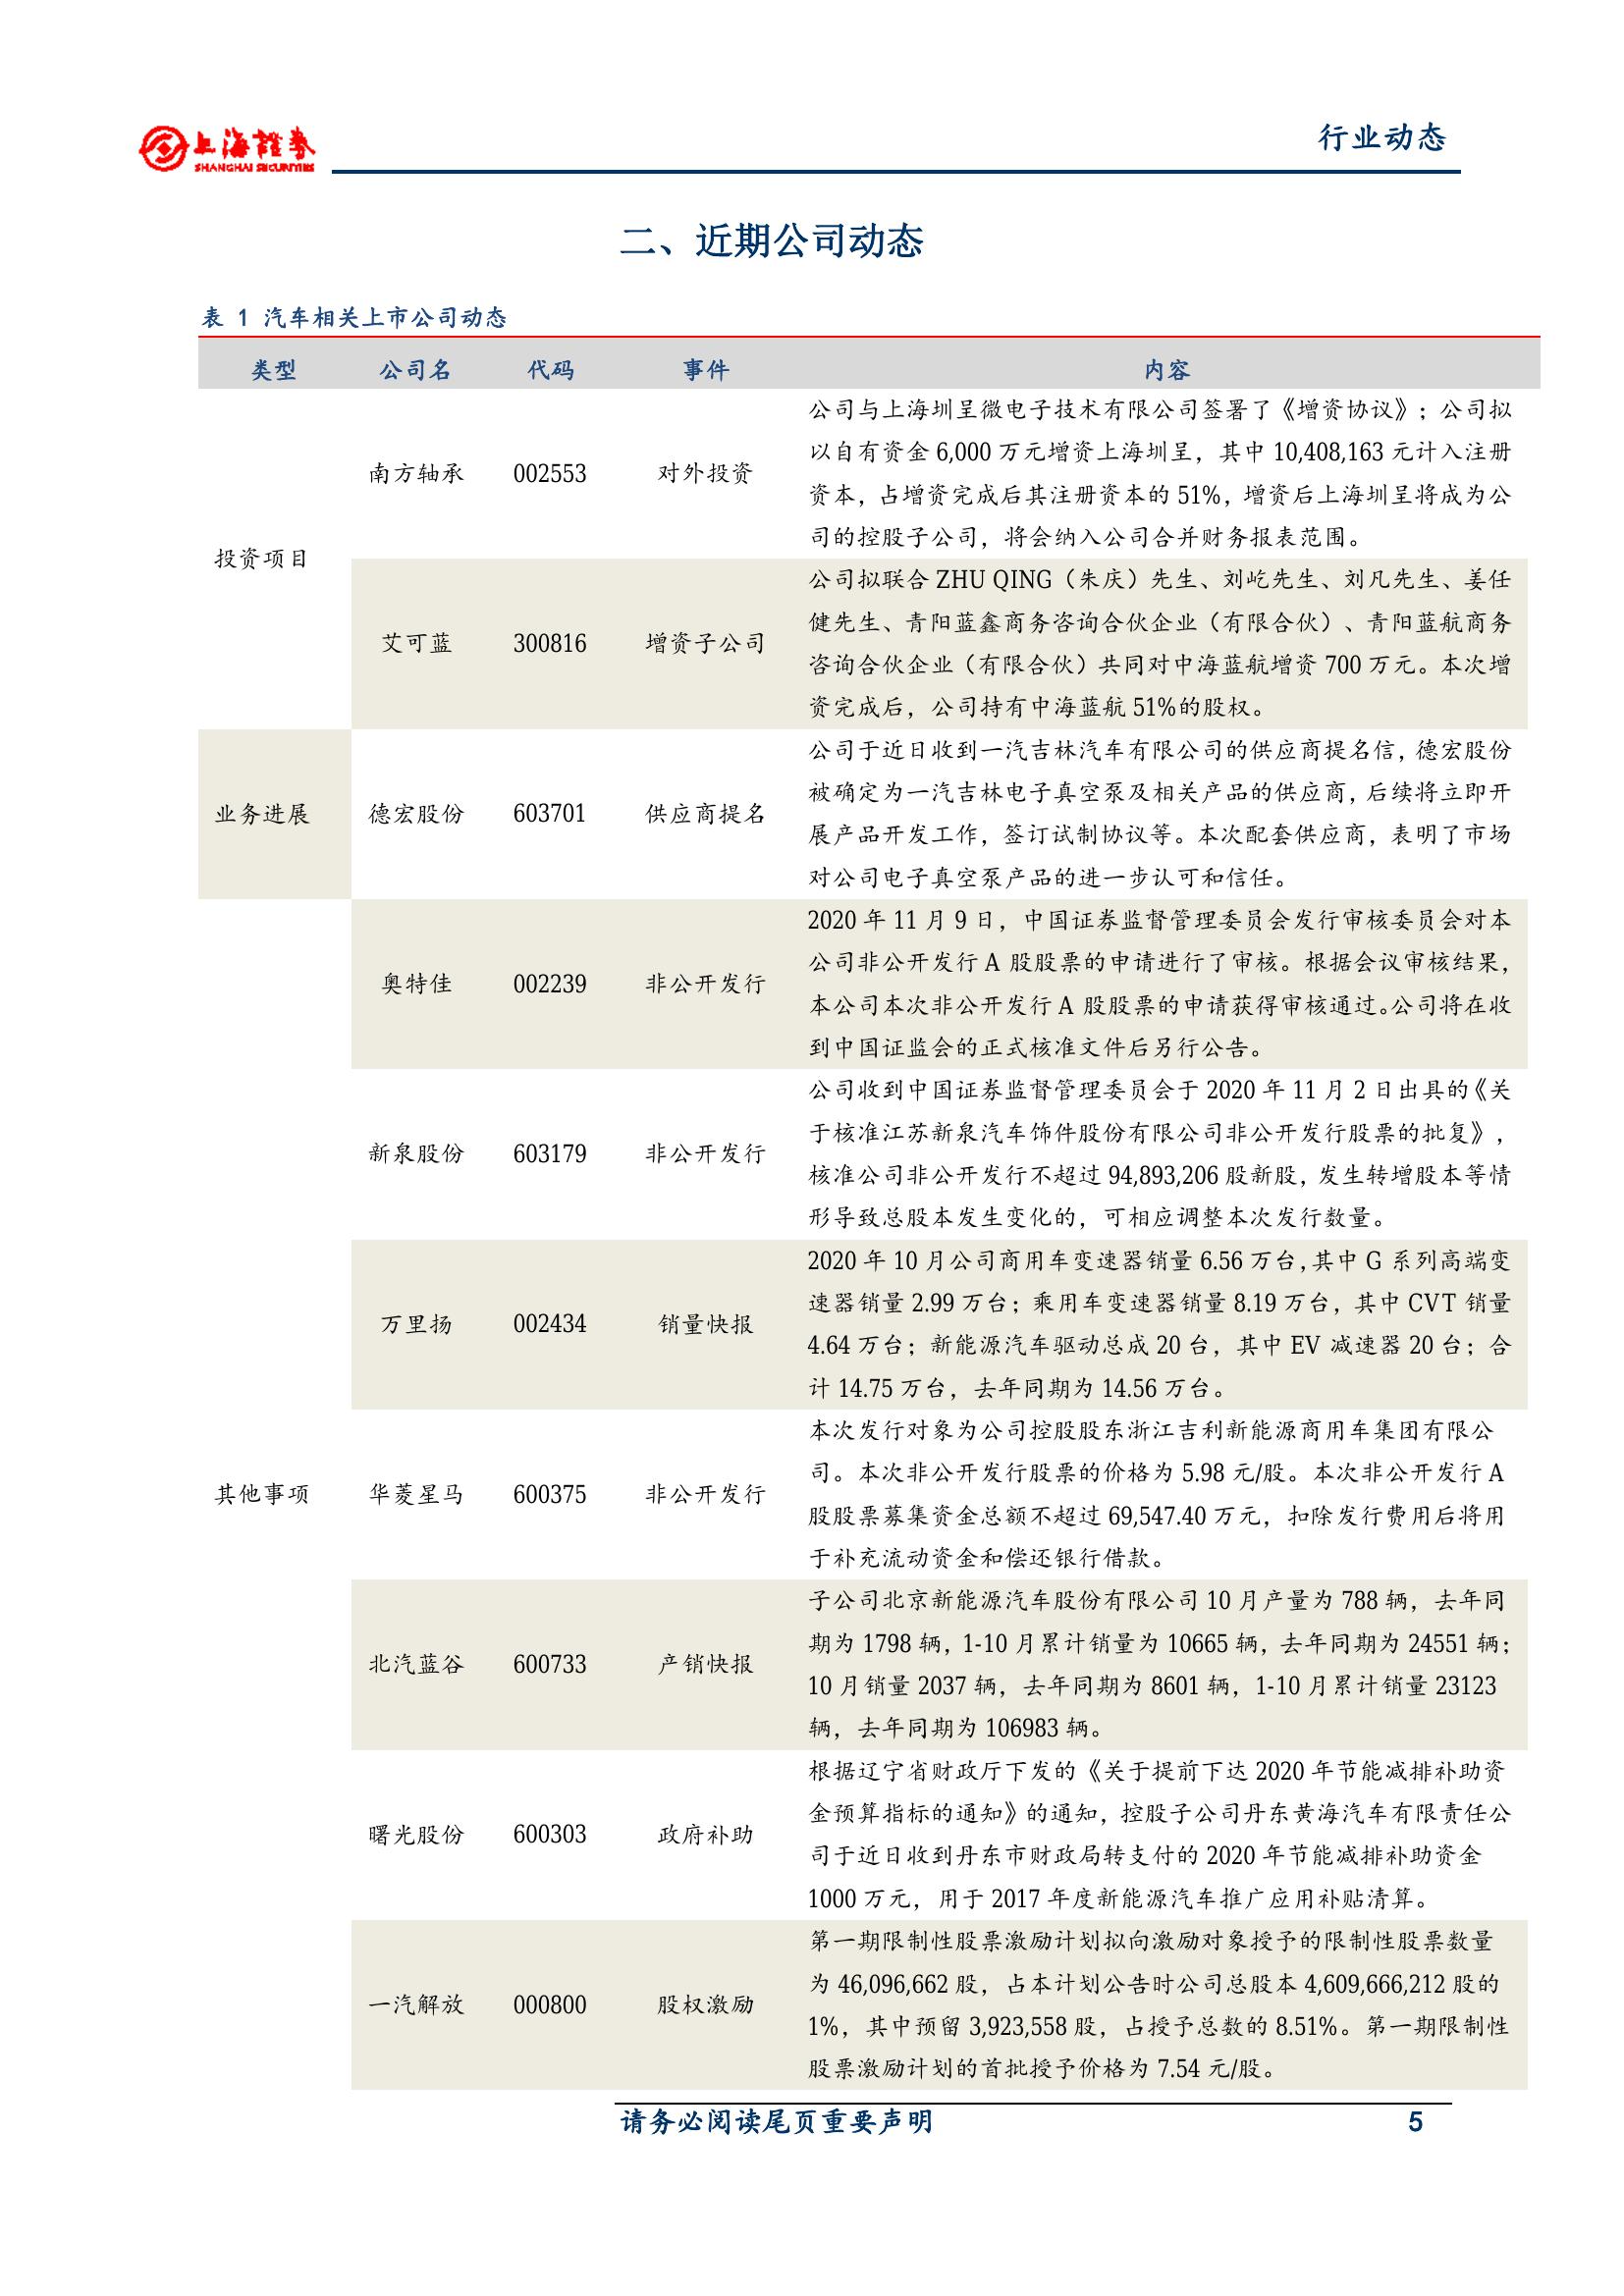 上海證券
SHANGHAI SECURITIES
行业动态
二、近期公司动态
表 1 汽车相关上市公司动态
类型 公司名 代码 事件 内容
投资项目
南方轴承 002553 对外投资
公司与上海圳呈微电子技术有限公司签署了《增资协议》；公司拟
以自有资金 6,000 万元增资上海圳呈，其中 10,408,163 元计入注册
资本，占增资完成后其注册资本的 51%，增资后上海圳呈将成为公
司的控股子公司，将会纳入公司合并财务报表范围。
艾可蓝 300816 增资子公司
公司拟联合 ZHU QING（朱庆）先生、刘屹先生、刘凡先生、姜任
健先生、青阳蓝鑫商务咨询合伙企业（有限合伙）、青阳蓝航商务
咨询合伙企业（有限合伙）共同对中海蓝航增资 700 万元。本次增
资完成后，公司持有中海蓝航 51%的股权。
业务进展
德宏股份 603701 供应商提名
公司于近日收到一汽吉林汽车有限公司的供应商提名信，德宏股份
被确定为一汽吉林电子真空泵及相关产品的供应商，后续将立即开
展产品开发工作，签订试制协议等。本次配套供应商，表明了市场
对公司电子真空泵产品的进一步认可和信任。
其他事项
奥特佳 002239 非公开发行
2020 年 11 月 9 日，中国证券监督管理委员会发行审核委员会对本
公司非公开发行 A 股股票的申请进行了审核。根据会议审核结果，
本公司本次非公开发行 A 股股票的申请获得审核通过。公司将在收
到中国证监会的正式核准文件后另行公告。
新泉股份 603179 非公开发行
公司收到中国证券监督管理委员会于 2020 年 11 月 2 日出具的《关
于核准江苏新泉汽车饰件股份有限公司非公开发行股票的批复》，
核准公司非公开发行不超过 94,893,206 股新股，发生转增股本等情
形导致总股本发生变化的，可相应调整本次发行数量。
万里扬 002434 销量快报
2020 年 10 月公司商用车变速器销量 6.56 万台，其中 G 系列高端变
速器销量 2.99 万台；乘用车变速器销量 8.19 万台，其中 CVT 销量
4.64 万台；新能源汽车驱动总成 20 台，其中 EV 减速器 20 台；合
计 14.75 万台，去年同期为 14.56 万台。
华菱星马 600375 非公开发行
本次发行对象为公司控股股东浙江吉利新能源商用车集团有限公
司。本次非公开发行股票的价格为 5.98 元/股。本次非公开发行 A
股股票募集资金总额不超过 69,547.40 万元，扣除发行费用后将用
于补充流动资金和偿还银行借款。
北汽蓝谷 600733 产销快报
子公司北京新能源汽车股份有限公司 10 月产量为 788 辆，去年同
期为 1798 辆，1-10 月累计销量为 10665 辆，去年同期为 24551 辆；
10 月销量 2037 辆，去年同期为 8601 辆，1-10 月累计销量 23123
辆，去年同期为 106983 辆。
曙光股份 600303 政府补助
根据辽宁省财政厅下发的《关于提前下达 2020 年节能减排补助资
金预算指标的通知》的通知，控股子公司丹东黄海汽车有限责任公
司于近日收到丹东市财政局转支付的 2020 年节能减排补助资金
1000 万元，用于 2017 年度新能源汽车推广应用补贴清算。
一汽解放 000800 股权激励
第一期限制性股票激励计划拟向激励对象授予的限制性股票数量
为 46,096,662 股，占本计划公告时公司总股本 4,609,666,212 股的
1%，其中预留 3,923,558 股，占授予总数的 8.51%。第一期限制性
股票激励计划的首批授予价格为 7.54 元/股。
请务必阅读尾页重要声明 5